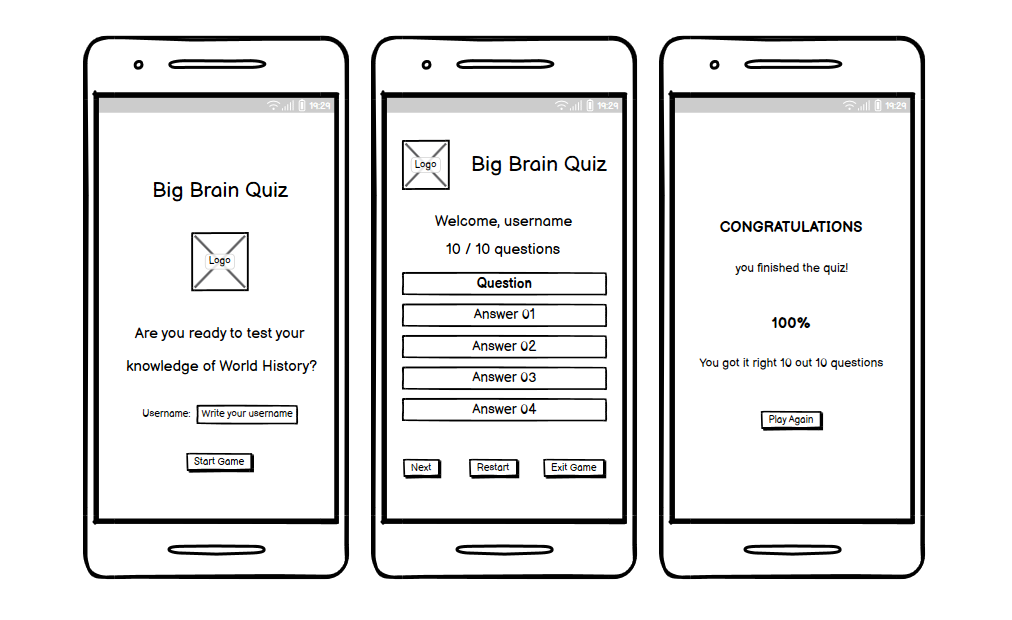 19:29
Big Brain Quiz
Logo
Are you ready to test your
knowledge of World History?
Username: Write your username
Start Game
19:29
Logo
Big Brain Quiz
Welcome, username
10 / 10 questions
Question
Answer 01
Answer 02
Answer 03
Answer 04
Next Restart Exit Game
19:29
CONGRATULATIONS
you finished the quiz!
100%
You got it right 10 out 10 questions
Play Again